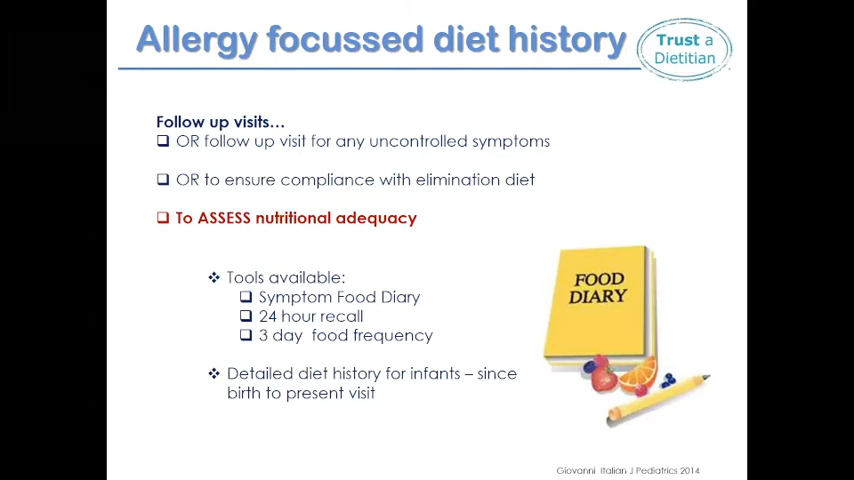 Allergy focussed diet history
Trust a
Dietitian
Follow up visits…
❑ OR follow up visit for any uncontrolled symptoms
❑ OR to ensure compliance with elimination diet
❑ To ASSESS nutritional adequacy
❖ Tools available:
❑ Symptom Food Diary
❑ 24 hour recall
❑ 3 day food frequency
❖ Detailed diet history for infants – since
birth to present visit
FOOD
DIARY
Giovanni Italian J Pediatrics 2014